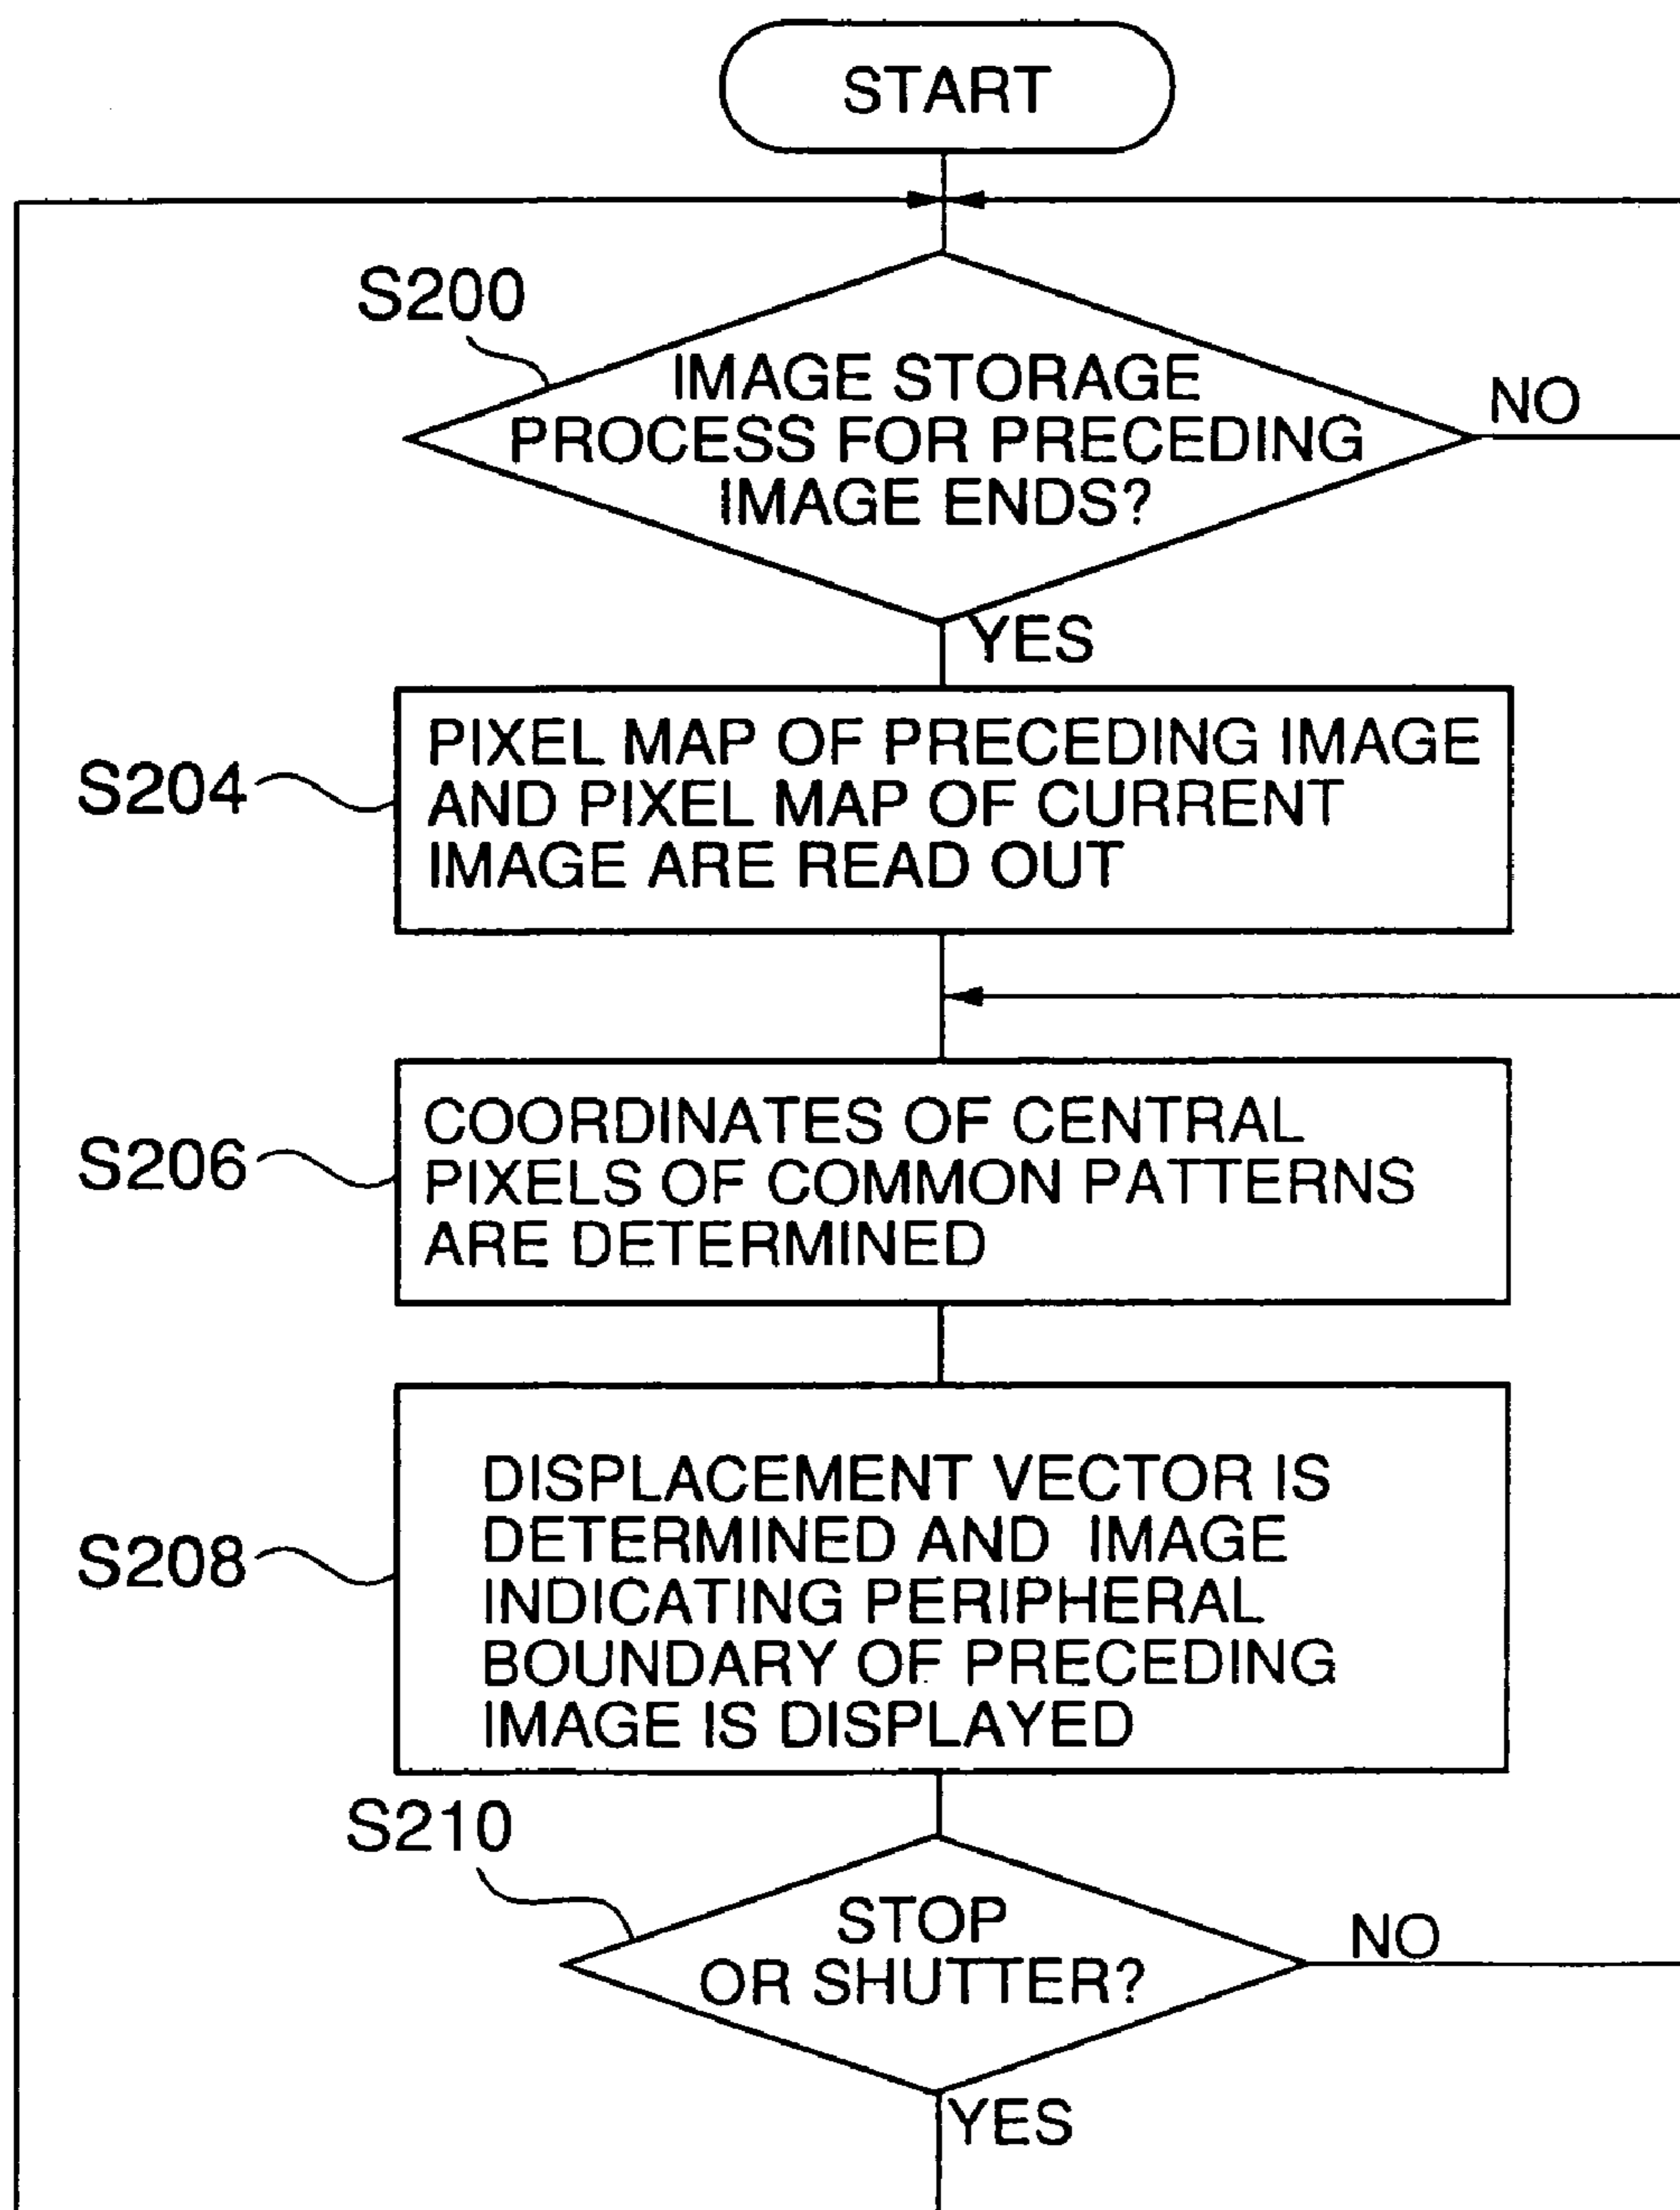 START
S200
IMAGE STORAGE
PROCESS FOR PRECEDING
IMAGE ENDS?
NO
YES
S204
PIXEL MAP OF PRECEDING IMAGE
AND PIXEL MAP OF CURRENT
IMAGE ARE READ OUT
S206
COORDINATES OF CENTRAL
PIXELS OF COMMON PATTERNS
ARE DETERMINED
S208
DISPLACEMENT VECTOR IS
DETERMINED AND IMAGE
INDICATING PERIPHERAL
BOUNDARY OF PRECEDING
IMAGE IS DISPLAYED
S210
STOP
OR SHUTTER?
NO
YES